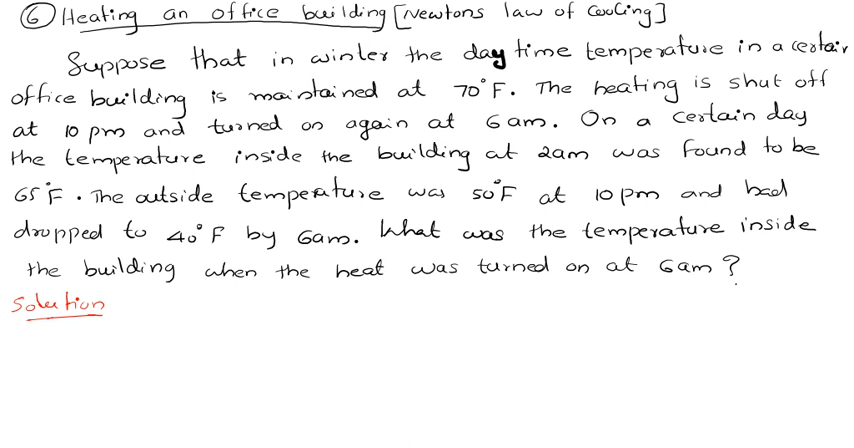 ⑥ Heating an office building [Newtons law of cooling]
Suppose that in winter the day time temperature in a certain
office building is maintained at 70°F. The heating is shut off
at 10 pm and turned on again at 6 am. On a certain day
the temperature inside the building at 2am was found to be
65°F. The outside temperature was 50°F at 10 pm and had
dropped to 40°F by 6am. What was the temperature inside
the building when the heat was turned on at 6 am?
Solution